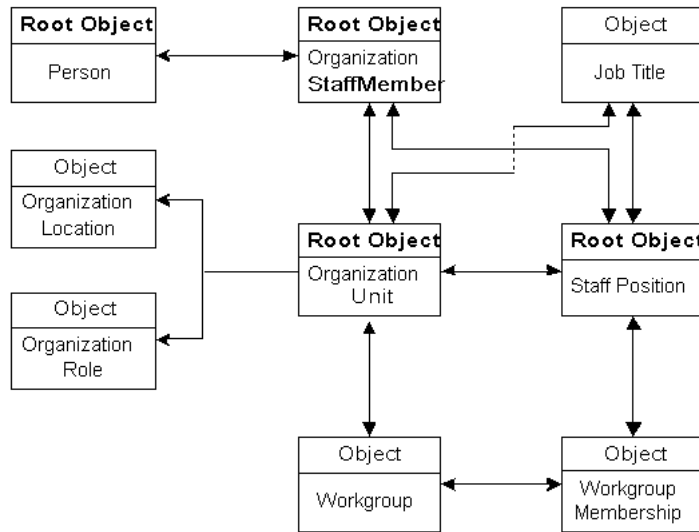 Root Object
Person
Root Object
Organization
StaffMember
Object
Job Title
Object
Organization
Location
Root Object
Organization
Unit
Root Object
Staff Position
Object
Organization
Role
Object
Workgroup
Object
Workgroup
Membership